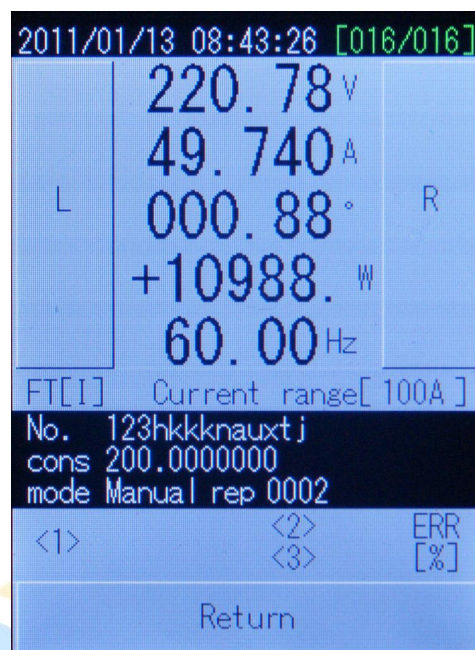 2011/01/13 08:43:26 [016/016]
220.78 V
49.740 A
L 000.88 ° R
+10988. W
60.00 Hz
FT[I] Current range[ 100A ]
No. 123hkkknauxtj
cons 200.0000000
mode Manual rep 0002
<1> <2> ERR
<3> [%]
Return